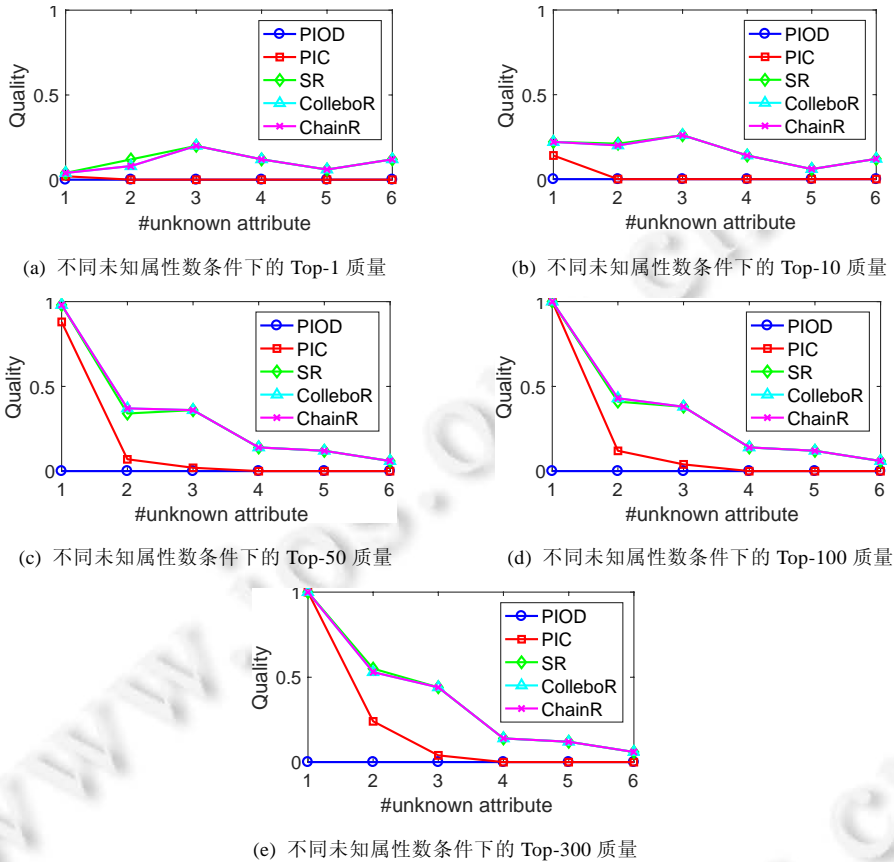 1
0.5
0
Quality
PIOD
PIC
SR
ColleboR
ChainR
1 2 3 4 5 6
#unknown attribute
(a) 不同未知属性数条件下的 Top-1 质量
1
0.5
0
Quality
PIOD
PIC
SR
ColleboR
ChainR
1 2 3 4 5 6
#unknown attribute
(b) 不同未知属性数条件下的 Top-10 质量
1
0.5
0
Quality
PIOD
PIC
SR
ColleboR
ChainR
1 2 3 4 5 6
#unknown attribute
(c) 不同未知属性数条件下的 Top-50 质量
1
0.5
0
Quality
PIOD
PIC
SR
ColleboR
ChainR
1 2 3 4 5 6
#unknown attribute
(d) 不同未知属性数条件下的 Top-100 质量
1
0.5
0
Quality
PIOD
PIC
SR
ColleboR
ChainR
1 2 3 4 5 6
#unknown attribute
(e) 不同未知属性数条件下的 Top-300 质量